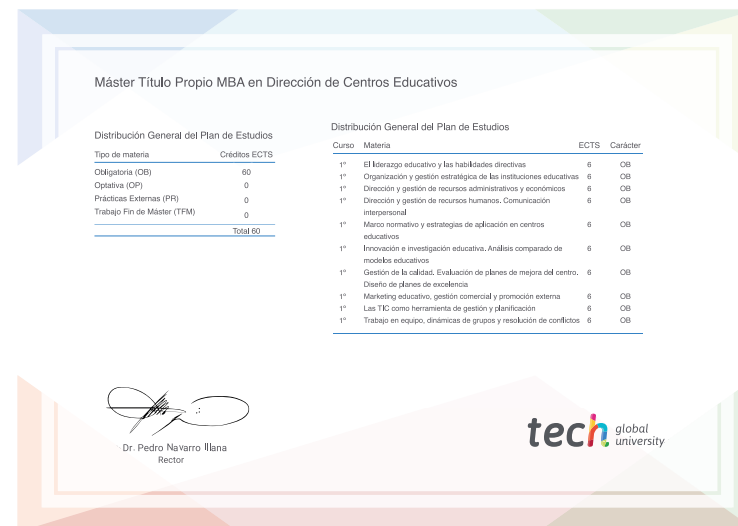 Máster Título Propio MBA en Dirección de Centros Educativos
Distribución General del Plan de Estudios
Tipo de materia Créditos ECTS
Obligatoria (OB) 60
Optativa (OP) 0
Prácticas Externas (PR) 0
Trabajo Fin de Máster (TFM) 0
Total 60
Distribución General del Plan de Estudios
Curso Materia ECTS Carácter
1º El liderazgo educativo y las habilidades directivas 6 OB
1º Organización y gestión estratégica de las instituciones educativas 6 OB
1º Dirección y gestión de recursos administrativos y económicos 6 OB
1º Dirección y gestión de recursos humanos. Comunicación 6 OB
interpersonal
1º Marco normativo y estrategias de aplicación en centros 6 OB
educativos
1º Innovación e investigación educativa. Análisis comparado de 6 OB
modelos educativos
1º Gestión de la calidad. Evaluación de planes de mejora del centro. 6 OB
Diseño de planes de excelencia
1º Marketing educativo, gestión comercial y promoción externa 6 OB
1º Las TIC como herramienta de gestión y planificación 6 OB
1º Trabajo en equipo, dinámicas de grupos y resolución de conflictos 6 OB
Dr. Pedro Navarro Illana
Rector
tech global
university